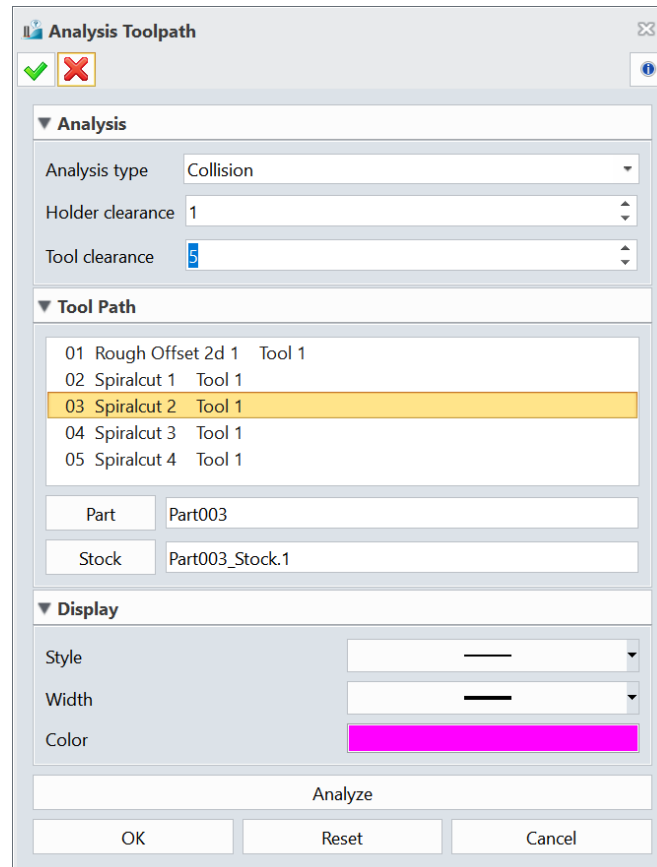 Analysis Toolpath
Analysis
Analysis type Collision
Holder clearance 1
Tool clearance 5
Tool Path
01 Rough Offset 2d 1 Tool 1
02 Spiralcut 1 Tool 1
03 Spiralcut 2 Tool 1
04 Spiralcut 3 Tool 1
05 Spiralcut 4 Tool 1
Part Part003
Stock Part003_Stock.1
Display
Style
Width
Color
Analyze
OK Reset Cancel